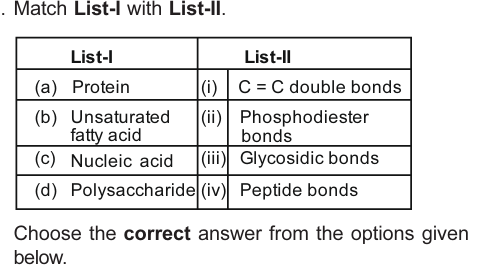 . Match List-I with List-II.
List-I List-II
(a) Protein (i) C = C double bonds
(b) Unsaturated fatty acid (ii) Phosphodiester bonds
(c) Nucleic acid (iii) Glycosidic bonds
(d) Polysaccharide (iv) Peptide bonds
Choose the correct answer from the options given
below.